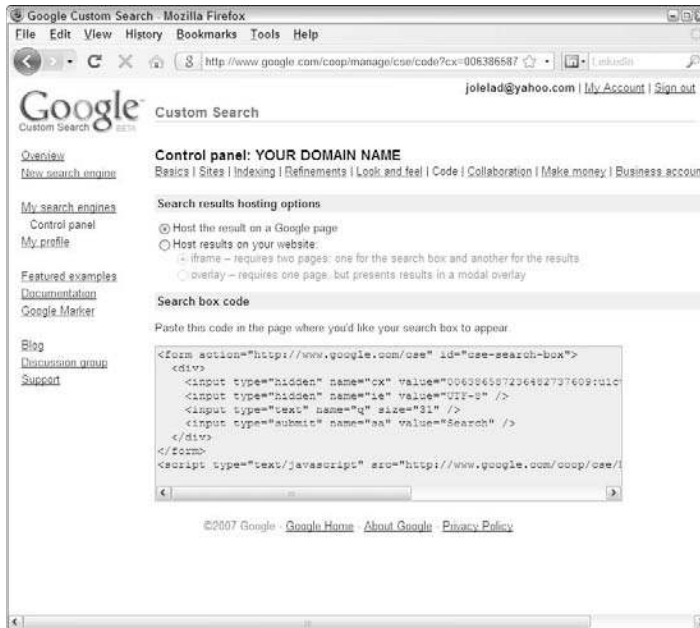 Google Custom Search - Mozilla Firefox
File Edit View History Bookmarks Tools Help
http://www.google.com/coop/manage/cse/code?cx=006386587
LinkedIn
jolelad@yahoo.com | My Account | Sign out
Google
Custom Search BETA
Custom Search
Overview
New search engine
My search engines
Control panel
My profile
Featured examples
Documentation
Google Marker
Blog
Discussion group
Support
Control panel: YOUR DOMAIN NAME
Basics | Sites | Indexing | Refinements | Look and feel | Code | Collaboration | Make money | Business accoun
Search results hosting options
Host the result on a Google page
Host results on your website:
iframe – requires two pages: one for the search box and another for the results
overlay – requires one page, but presents results in a modal overlay
Search box code
Paste this code in the page where you'd like your search box to appear.
<form action="http://www.google.com/cse" id="cse-search-box">
<div>
<input type="hidden" name="cx" value="006386587236482737609:uic
<input type="hidden" name="ie" value="UTF-8" />
<input type="text" name="q" size="31" />
<input type="submit" name="sa" value="Search" />
</div>
</form>
<script type="text/javascript" src="http://www.google.com/coop/cse/
©2007 Google - Google Home - About Google - Privacy Policy